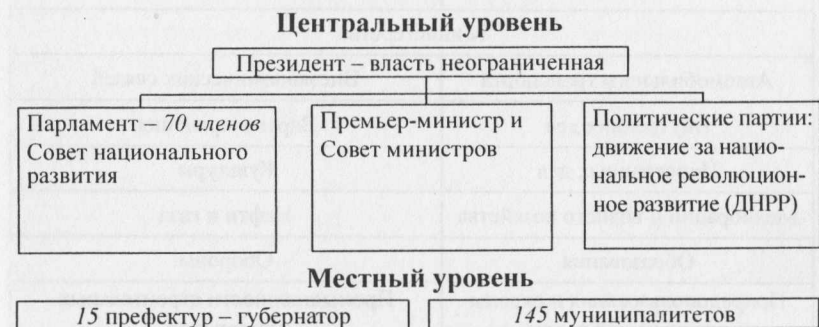 Центральный уровень
Президент – власть неограниченная
Парламент – 70 членов
Совет национального
развития
Премьер-министр и
Совет министров
Политические партии:
движение за нацио-
нальное революцион-
ное развитие (ДНРР)
Местный уровень
15 префектур – губернатор
145 муниципалитетов